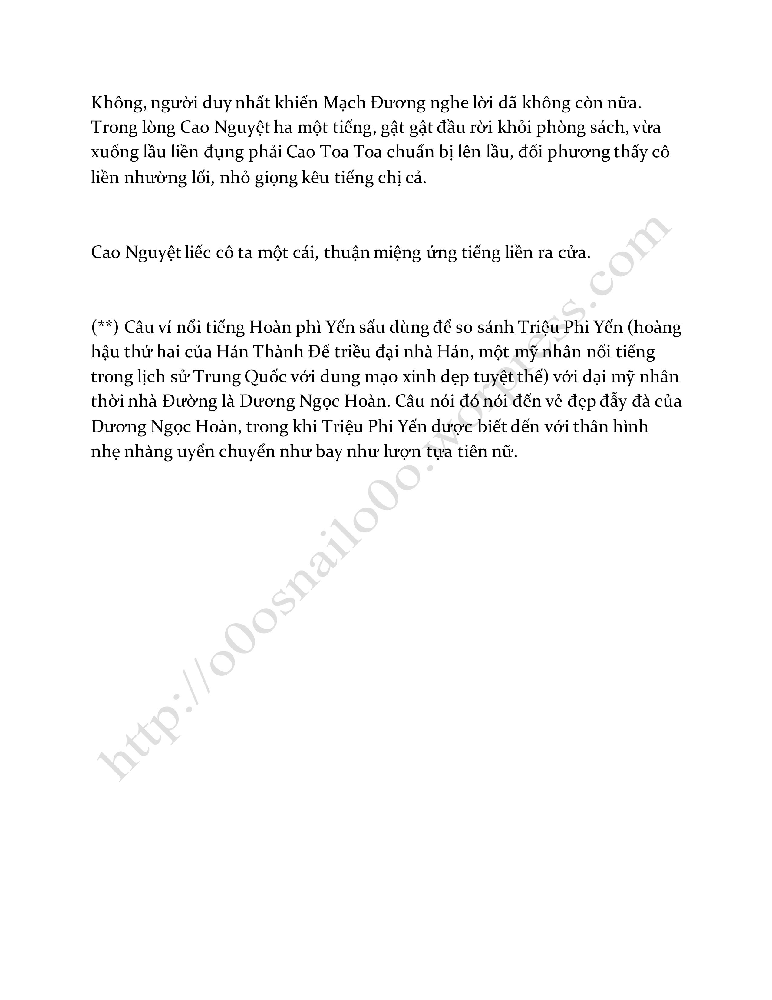 Không, người duy nhất khiến Mạch Đương nghe lời đã không còn nữa.
Trong lòng Cao Nguyệt ha một tiếng, gật gật đầu rời khỏi phòng sách, vừa
xuống lầu liền đụng phải Cao Toa Toa chuẩn bị lên lầu, đối phương thấy cô
liền nhường lối, nhỏ giọng kêu tiếng chị cả.
Cao Nguyệt liếc cô ta một cái, thuận miệng ứng tiếng liền ra cửa.
(**) Câu ví nổi tiếng Hoàn phì Yến sấu dùng để so sánh Triệu Phi Yến (hoàng
hậu thứ hai của Hán Thành Đế triều đại nhà Hán, một mỹ nhân nổi tiếng
trong lịch sử Trung Quốc với dung mạo xinh đẹp tuyệt thế) với đại mỹ nhân
thời nhà Đường là Dương Ngọc Hoàn. Câu nói đó nói đến vẻ đẹp đẫy đà của
Dương Ngọc Hoàn, trong khi Triệu Phi Yến được biết đến với thân hình
nhẹ nhàng uyển chuyển như bay như lượn tựa tiên nữ.
http://o0osnailo0o.worpress.com